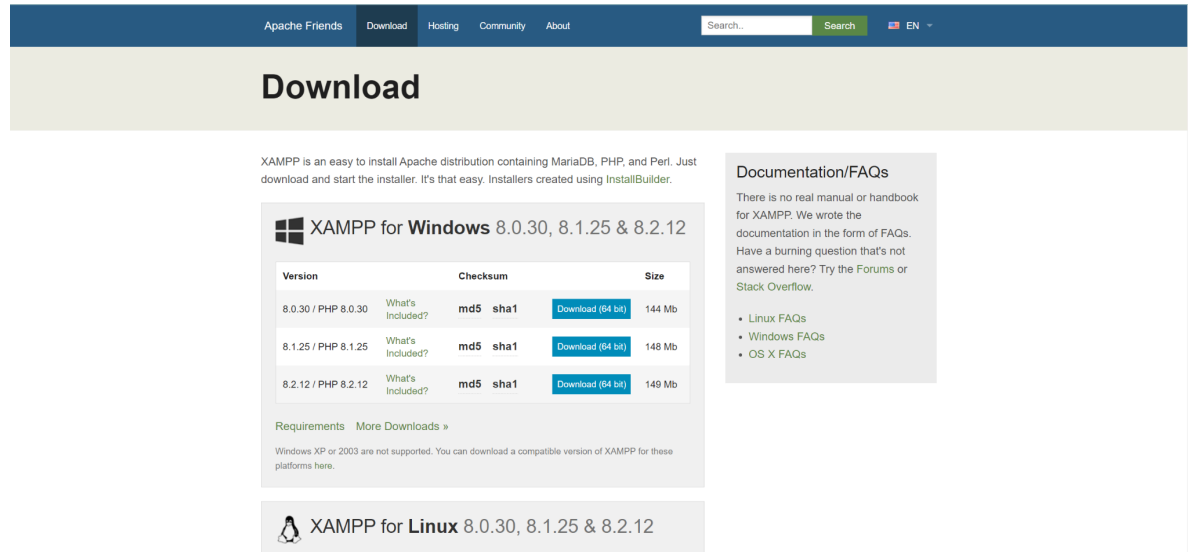 Apache Friends Download Hosting Community About Search.. Search EN
Download
XAMPP is an easy to install Apache distribution containing MariaDB, PHP, and Perl. Just
download and start the installer. It's that easy. Installers created using InstallBuilder.
XAMPP for Windows 8.0.30, 8.1.25 & 8.2.12
Version Checksum Size
8.0.30 / PHP 8.0.30 What's Included? md5 sha1 Download (64 bit) 144 Mb
8.1.25 / PHP 8.1.25 What's Included? md5 sha1 Download (64 bit) 148 Mb
8.2.12 / PHP 8.2.12 What's Included? md5 sha1 Download (64 bit) 149 Mb
Requirements More Downloads »
Windows XP or 2003 are not supported. You can download a compatible version of XAMPP for these
platforms here.
XAMPP for Linux 8.0.30, 8.1.25 & 8.2.12
Documentation/FAQs
There is no real manual or handbook
for XAMPP. We wrote the
documentation in the form of FAQs.
Have a burning question that's not
answered here? Try the Forums or
Stack Overflow.
• Linux FAQs
• Windows FAQs
• OS X FAQs